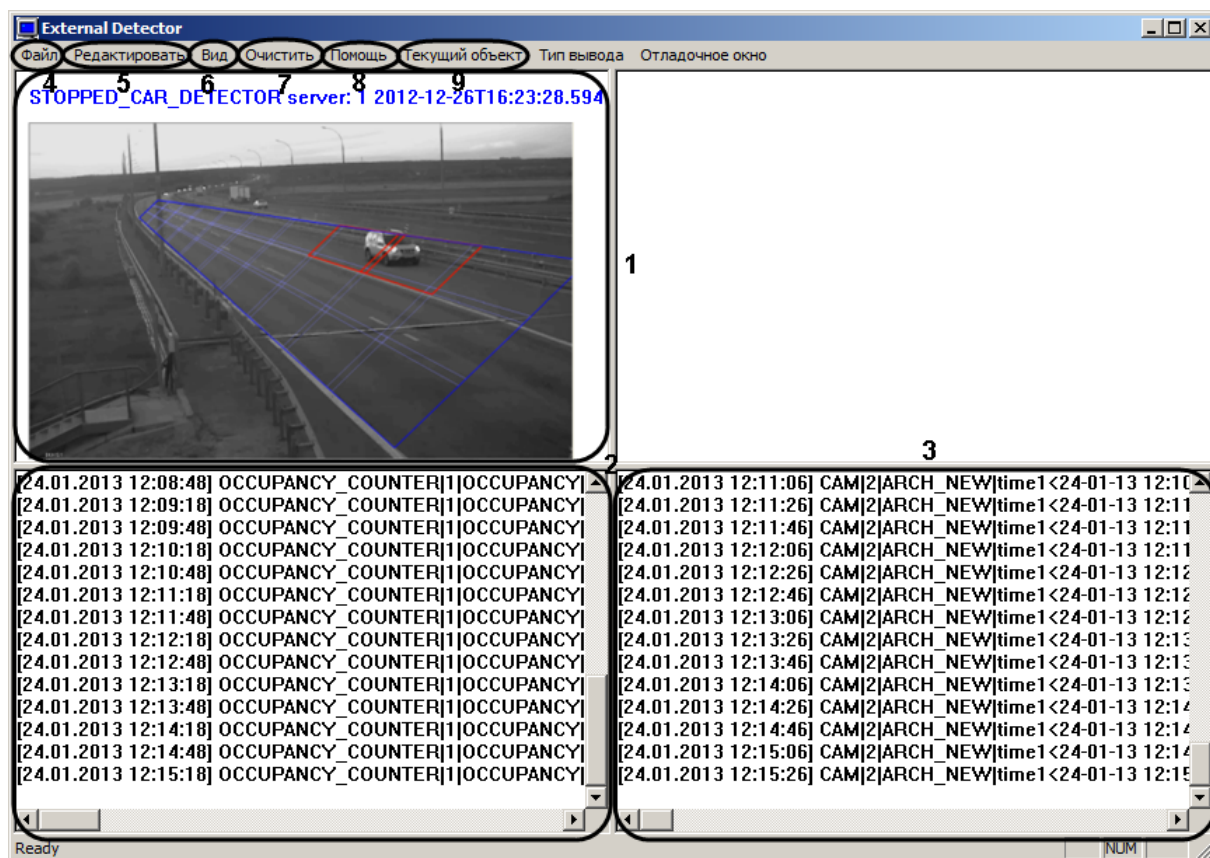 External Detector
Файл Редактировать Вид Очистить Помощь Текущий объект Тип вывода Отладочное окно
4 5 6 7 8 9
STOPPED_CAR_DETECTOR server: 1 2012-12-26T16:23:28.594
1
2
3
[24.01.2013 12:08:48] OCCUPANCY_COUNTER|1|OCCUPANCY|
[24.01.2013 12:09:18] OCCUPANCY_COUNTER|1|OCCUPANCY|
[24.01.2013 12:09:48] OCCUPANCY_COUNTER|1|OCCUPANCY|
[24.01.2013 12:10:18] OCCUPANCY_COUNTER|1|OCCUPANCY|
[24.01.2013 12:10:48] OCCUPANCY_COUNTER|1|OCCUPANCY|
[24.01.2013 12:11:18] OCCUPANCY_COUNTER|1|OCCUPANCY|
[24.01.2013 12:11:48] OCCUPANCY_COUNTER|1|OCCUPANCY|
[24.01.2013 12:12:18] OCCUPANCY_COUNTER|1|OCCUPANCY|
[24.01.2013 12:12:48] OCCUPANCY_COUNTER|1|OCCUPANCY|
[24.01.2013 12:13:18] OCCUPANCY_COUNTER|1|OCCUPANCY|
[24.01.2013 12:13:48] OCCUPANCY_COUNTER|1|OCCUPANCY|
[24.01.2013 12:14:18] OCCUPANCY_COUNTER|1|OCCUPANCY|
[24.01.2013 12:14:48] OCCUPANCY_COUNTER|1|OCCUPANCY|
[24.01.2013 12:15:18] OCCUPANCY_COUNTER|1|OCCUPANCY|
[24.01.2013 12:11:06] CAM|2|ARCH_NEW|time1<24-01-13 12:10
[24.01.2013 12:11:26] CAM|2|ARCH_NEW|time1<24-01-13 12:11
[24.01.2013 12:11:46] CAM|2|ARCH_NEW|time1<24-01-13 12:11
[24.01.2013 12:12:06] CAM|2|ARCH_NEW|time1<24-01-13 12:11
[24.01.2013 12:12:26] CAM|2|ARCH_NEW|time1<24-01-13 12:12
[24.01.2013 12:12:46] CAM|2|ARCH_NEW|time1<24-01-13 12:12
[24.01.2013 12:13:06] CAM|2|ARCH_NEW|time1<24-01-13 12:12
[24.01.2013 12:13:26] CAM|2|ARCH_NEW|time1<24-01-13 12:13
[24.01.2013 12:13:46] CAM|2|ARCH_NEW|time1<24-01-13 12:13
[24.01.2013 12:14:06] CAM|2|ARCH_NEW|time1<24-01-13 12:13
[24.01.2013 12:14:26] CAM|2|ARCH_NEW|time1<24-01-13 12:14
[24.01.2013 12:14:46] CAM|2|ARCH_NEW|time1<24-01-13 12:14
[24.01.2013 12:15:06] CAM|2|ARCH_NEW|time1<24-01-13 12:14
[24.01.2013 12:15:26] CAM|2|ARCH_NEW|time1<24-01-13 12:15
Ready
NUM